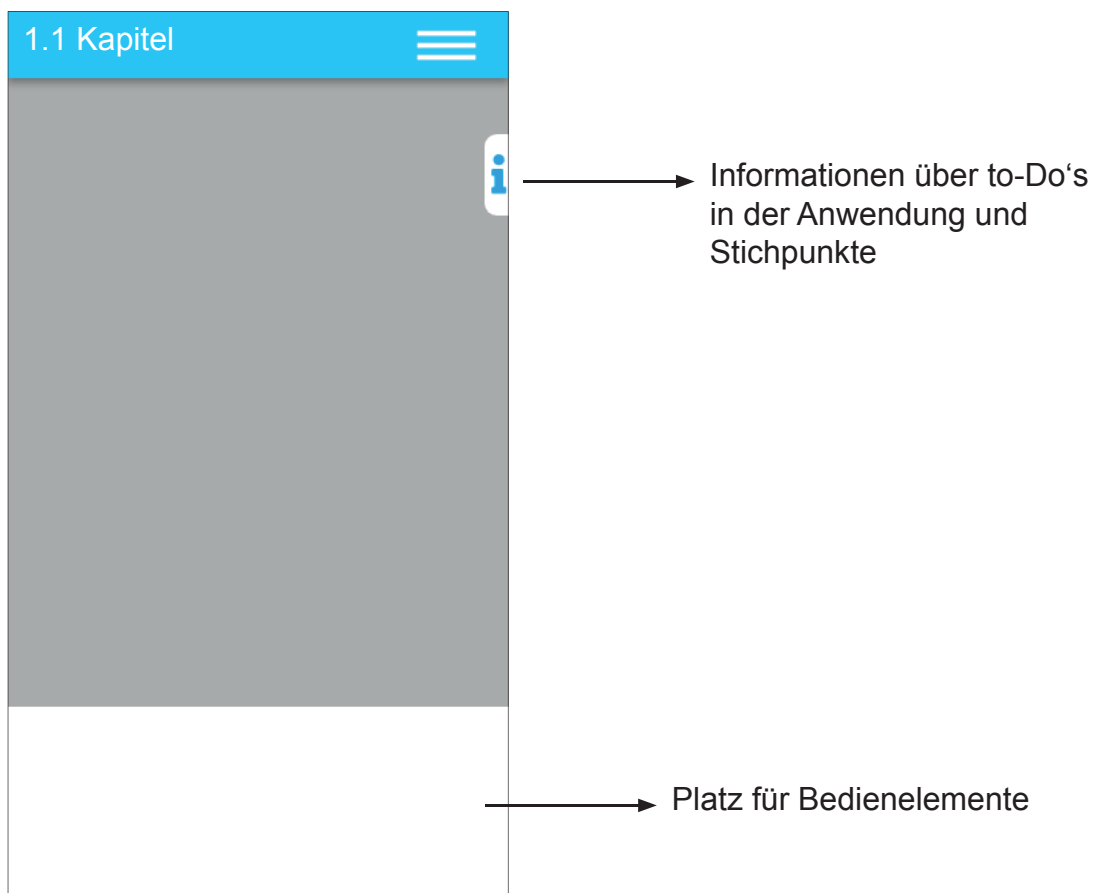 1.1 Kapitel
i
Informationen über to-Do‘s
in der Anwendung und
Stichpunkte
Platz für Bedienelemente